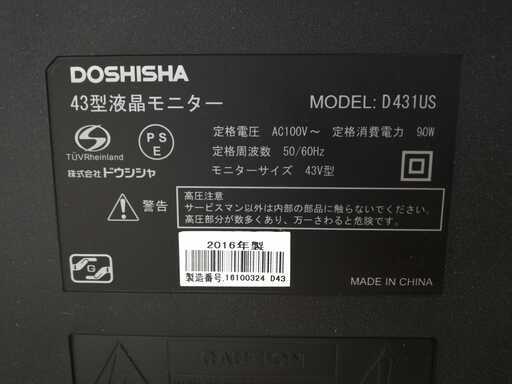 DOSHISHA
43型液晶モニター MODEL: D431US
S
TÜVRheinland
PS
E
定格電圧 AC100V～ 定格消費電力 90W
定格周波数 50/60Hz
モニターサイズ 43V型
株式会社ドウシシャ
警告
高圧注意
サービスマン以外は内部の部品に触らないでください。
高圧部分が数多くあり、万一さわると危険です。
2016年製
製造番号.16100324 D43
G
MADE IN CHINA
CAUTION